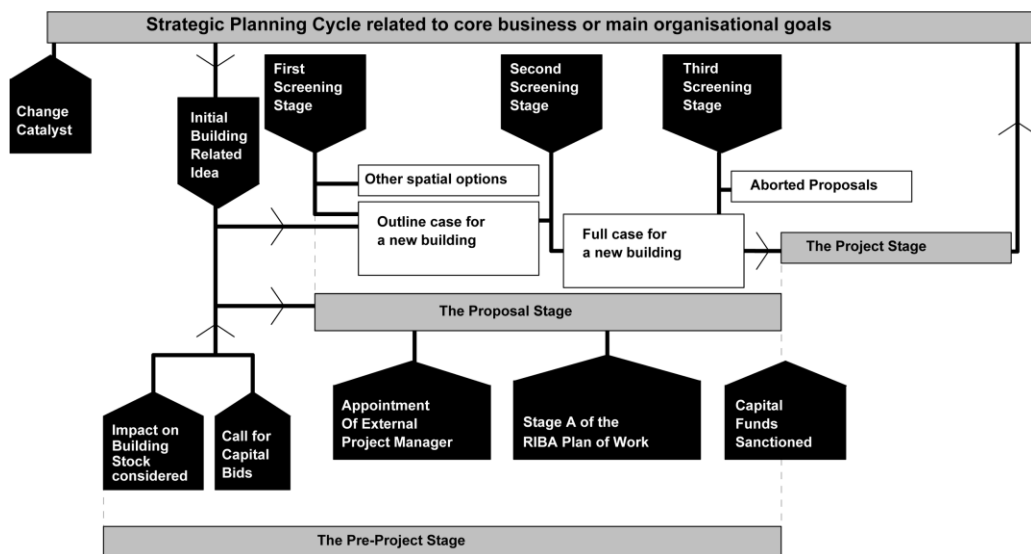 Strategic Planning Cycle related to core business or main organisational goals
Change
Catalyst
Initial
Building
Related
Idea
First
Screening
Stage
Second
Screening
Stage
Third
Screening
Stage
Other spatial options
Aborted Proposals
Outline case for
a new building
Full case for
a new building
The Project Stage
The Proposal Stage
Impact on
Building
Stock
considered
Call for
Capital
Bids
Appointment
Of External
Project Manager
Stage A of the
RIBA Plan of Work
Capital
Funds
Sanctioned
The Pre-Project Stage